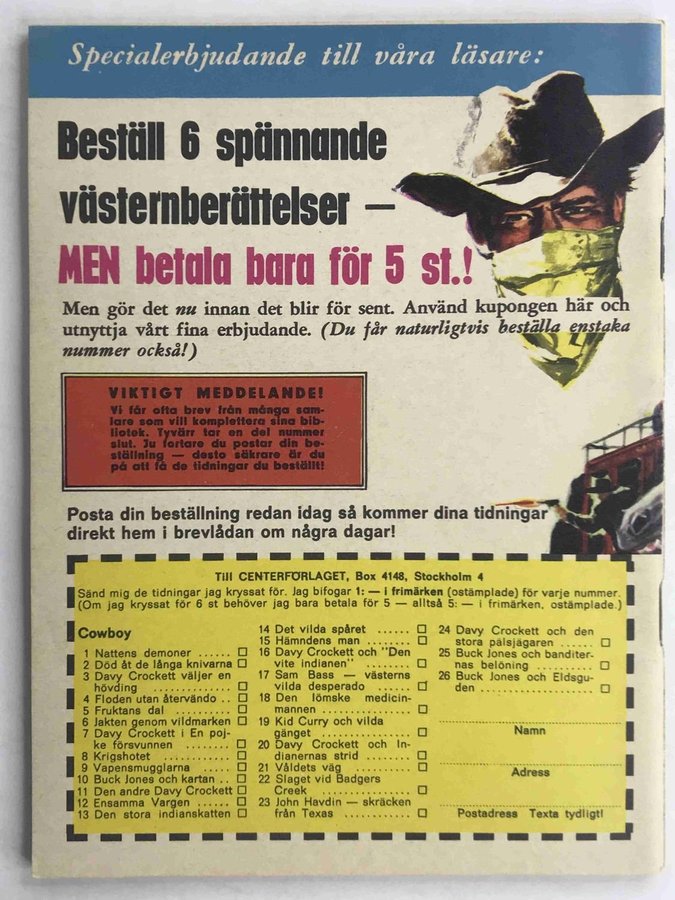 Specialerbjudande till våra läsare:
Beställ 6 spännande
västernberättelser —
MEN betala bara för 5 st.!
Men gör det nu innan det blir för sent. Använd kupongen här och
utnyttja vårt fina erbjudande. (Du får naturligtvis beställa enstaka
nummer också!)
VIKTIGT MEDDELANDE!
Vi får ofta brev från många sam-
lare som vill komplettera sina bib-
liotek. Tyvärr tar en del nummer
slut. Ju fortare du postar din be-
ställning — desto säkrare är du
på att få de tidningar du beställt!
Posta din beställning redan idag så kommer dina tidningar
direkt hem i brevlådan om några dagar!
Till CENTERFÖRLAGET, Box 4148, Stockholm 4
Sänd mig de tidningar jag kryssat för. Jag bifogar 1: — i frimärken (ostämplade) för varje nummer.
(Om jag kryssat för 6 st behöver jag bara betala för 5 — alltså 5: — i frimärken, ostämplade.)
Cowboy
1 Nattens demoner ......
2 Död åt de långa knivarna
3 Davy Crockett väljer en
hövding ..............
4 Floden utan återvändo ..
5 Fruktans dal ..........
6 Jakten genom vildmarken
7 Davy Crockett i En poj-
ke försvunnen ........
8 Krigshotet ............
9 Vapensmugglarna ......
10 Buck Jones och kartan ..
11 Den andre Davy Crockett
12 Ensamma Vargen ......
13 Den stora indianskatten
14 Det vilda spåret ......
15 Hämndens man ........
16 Davy Crockett och "Den
vite indianen" ........
17 Sam Bass — västerns
vilda desperado ......
18 Den lömske medicin-
mannen ..............
19 Kid Curry och vilda
gänget ..............
20 Davy Crockett och In-
dianernas strid ........
21 Våldets väg ..........
22 Slaget vid Badgers
Creek ..............
23 John Havdin — skräcken
från Texas ............
24 Davy Crockett och den
stora pälsjägaren ......
25 Buck Jones och banditer-
nas belöning ..........
26 Buck Jones och Eldsgu-
den ..................
Namn
Adress
Postadress Texta tydligt!